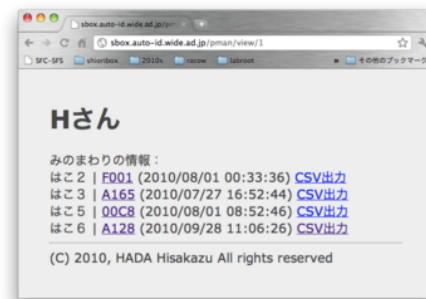 sbox.auto-id.wide.ad.jp/pm
sbox.auto-id.wide.ad.jp/pman/view/1
SFC-SFS shionbox 2010s racow labroot » その他のブックマーク
Hさん
みのまわりの情報：
はこ２ | F001 (2010/08/01 00:33:36) CSV出力
はこ３ | A165 (2010/07/27 16:52:44) CSV出力
はこ５ | 00C8 (2010/08/01 08:52:46) CSV出力
はこ６ | A128 (2010/09/28 11:06:26) CSV出力
(C) 2010, HADA Hisakazu All rights reserved